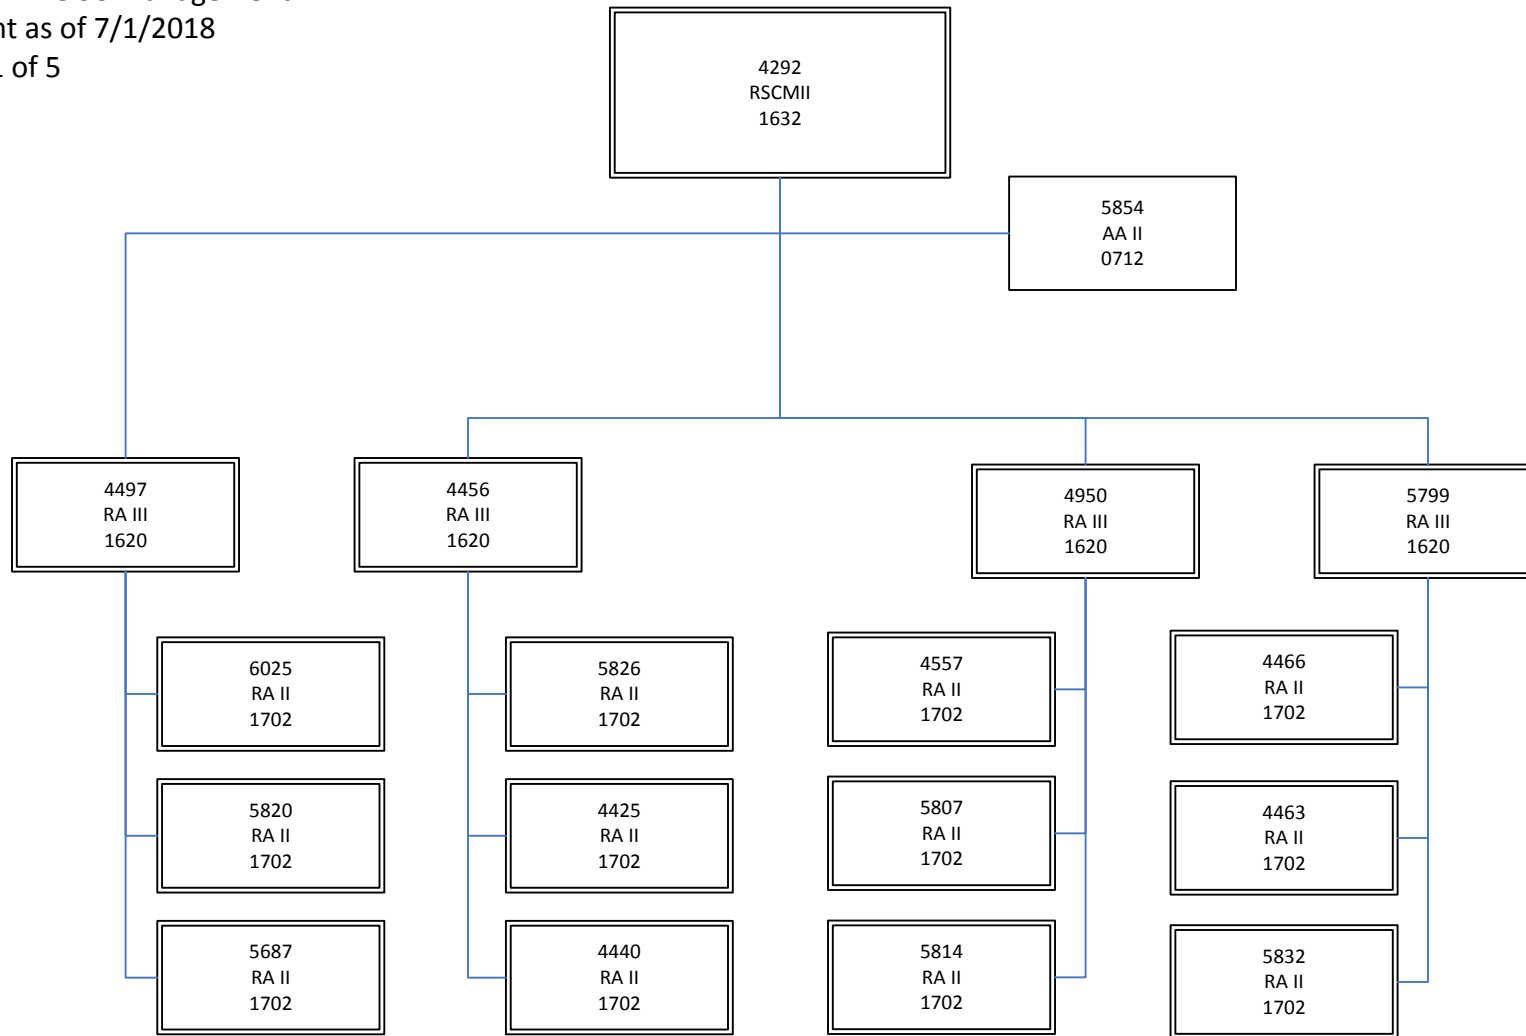 nt as of 7/1/2018
of 5
4292
RSCMII
1632
5854
AA II
0712
4497
RA III
1620
4456
RA III
1620
4950
RA III
1620
5799
RA III
1620
6025
RA II
1702
5826
RA II
1702
4557
RA II
1702
4466
RA II
1702
5820
RA II
1702
4425
RA II
1702
5807
RA II
1702
4463
RA II
1702
5687
RA II
1702
4440
RA II
1702
5814
RA II
1702
5832
RA II
1702